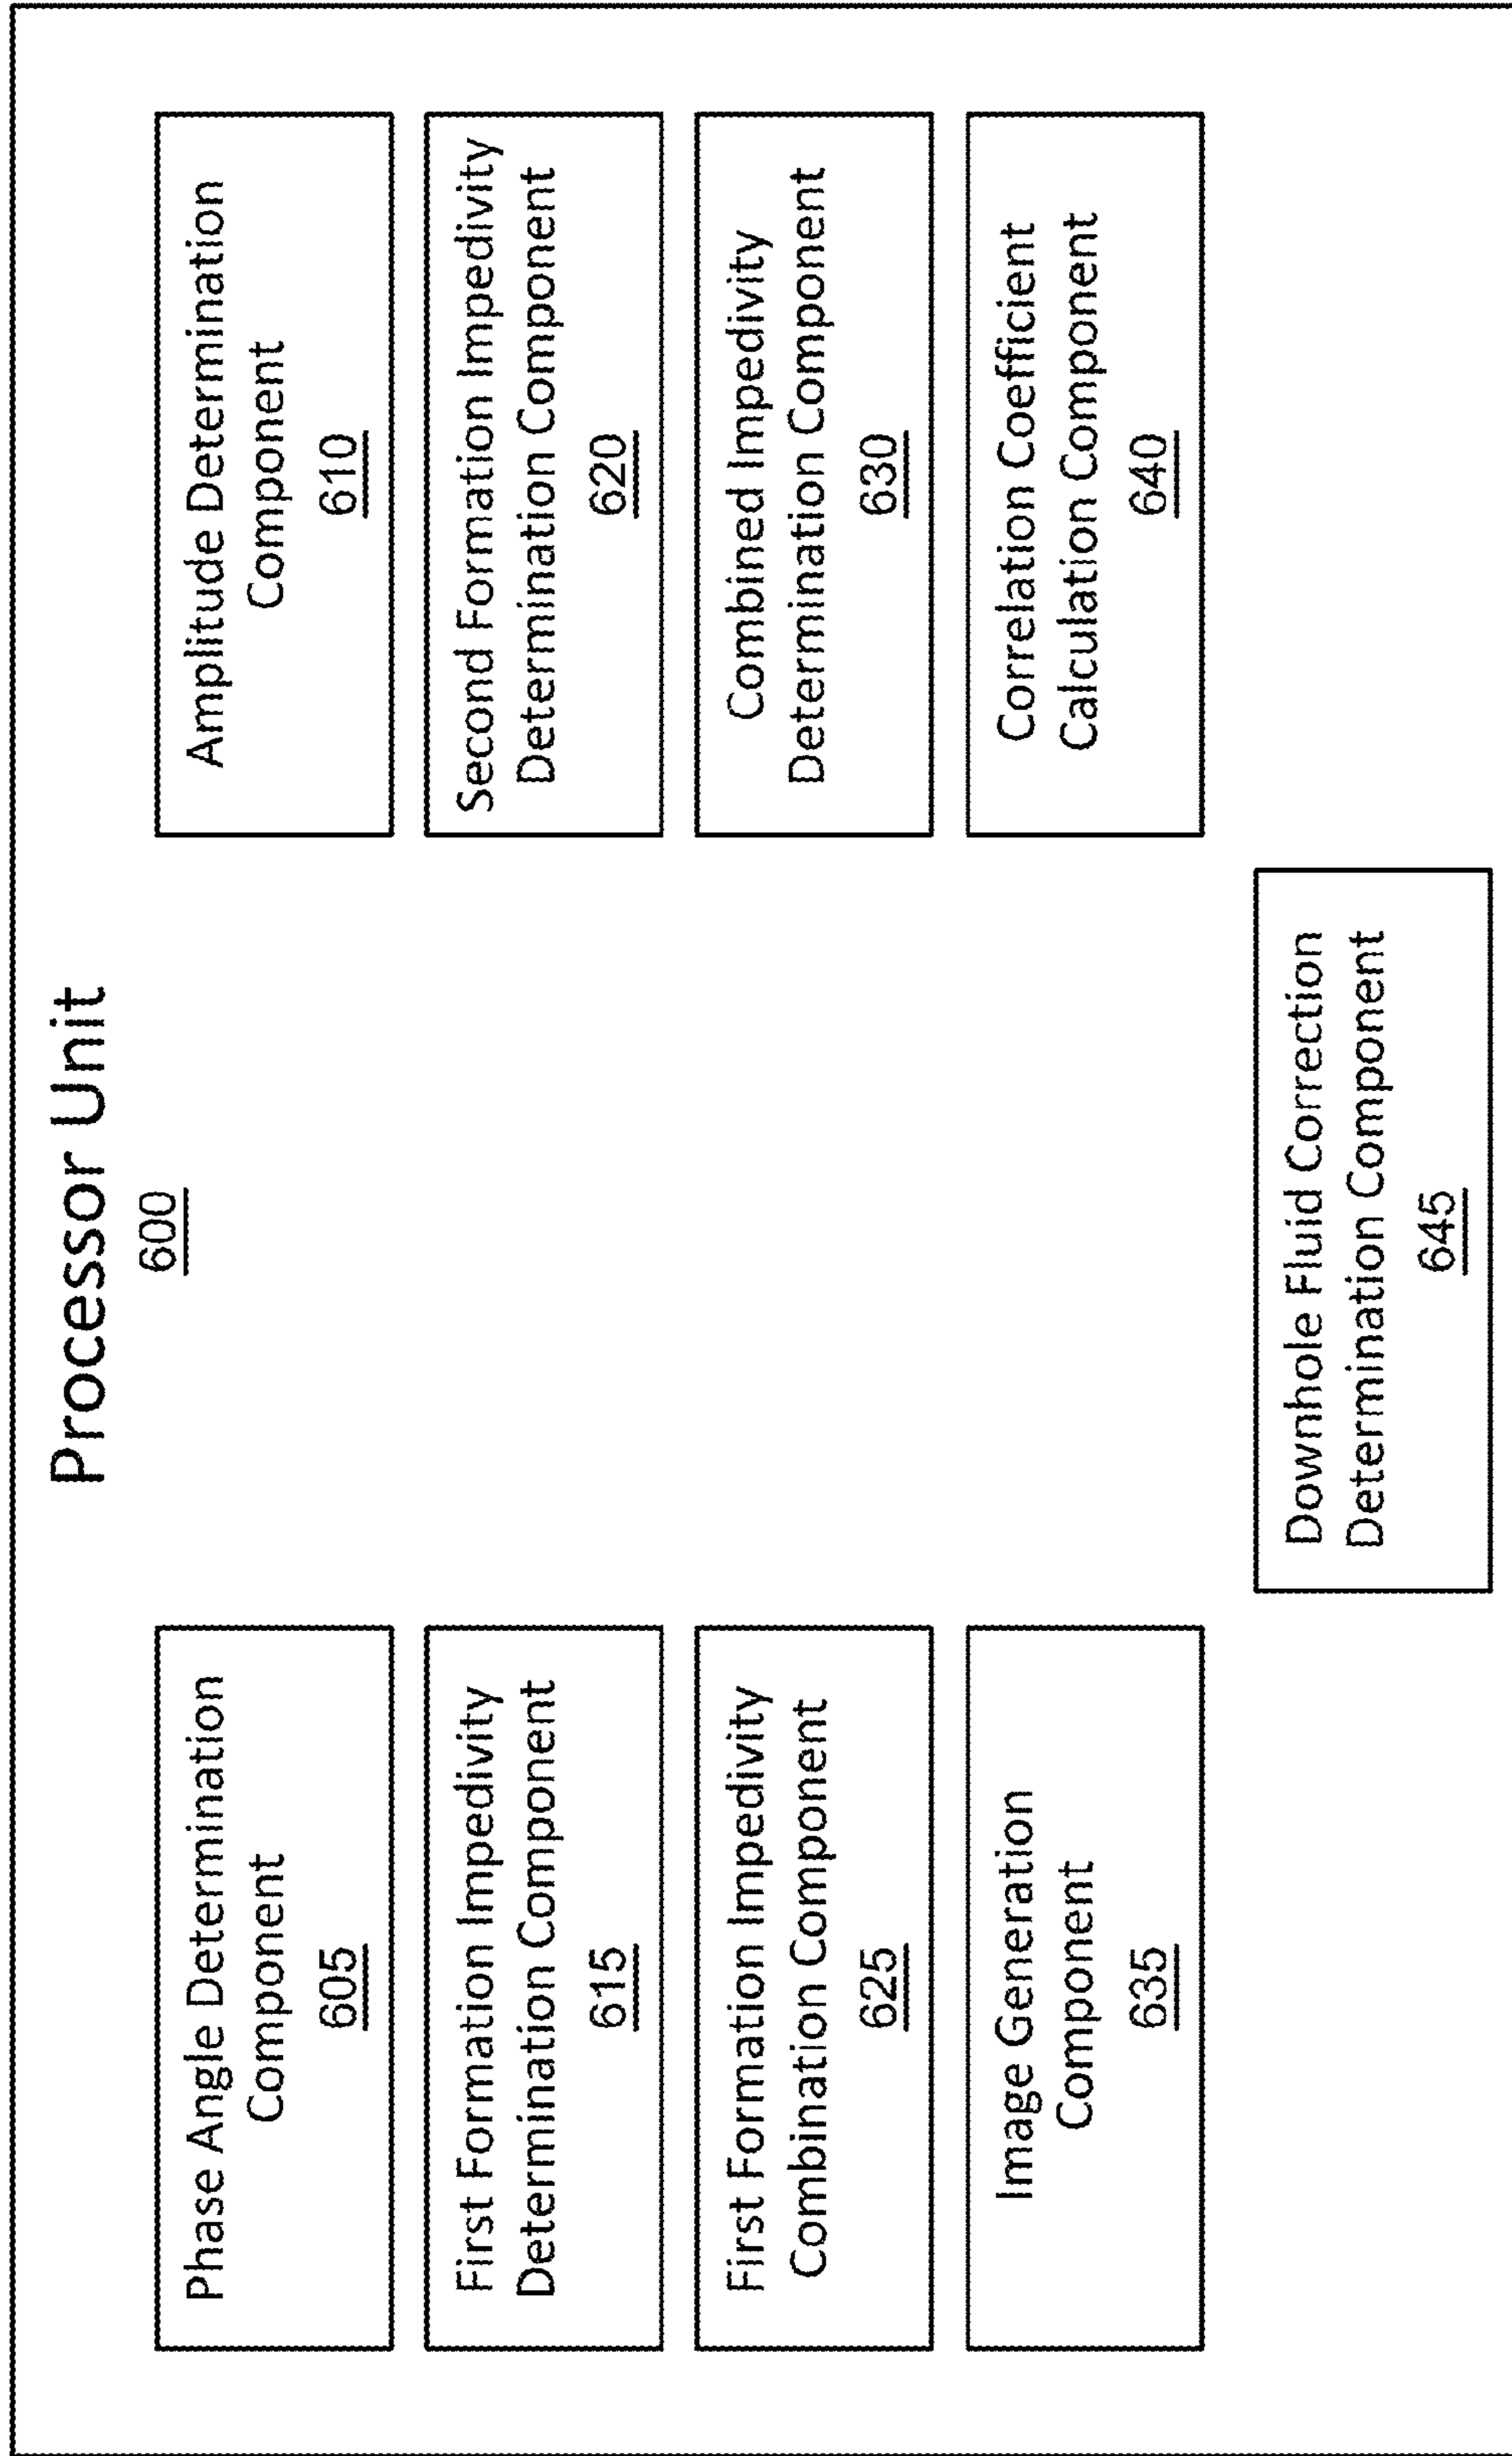 Processor Unit
600
Phase Angle Determination
Component
605
Amplitude Determination
Component
610
First Formation Impedivity
Determination Component
615
Second Formation Impedivity
Determination Component
620
First Formation Impedivity
Combination Component
625
Combined Impedivity
Determination Component
630
Image Generation
Component
635
Correlation Coefficient
Calculation Component
640
Downhole Fluid Correction
Determination Component
645